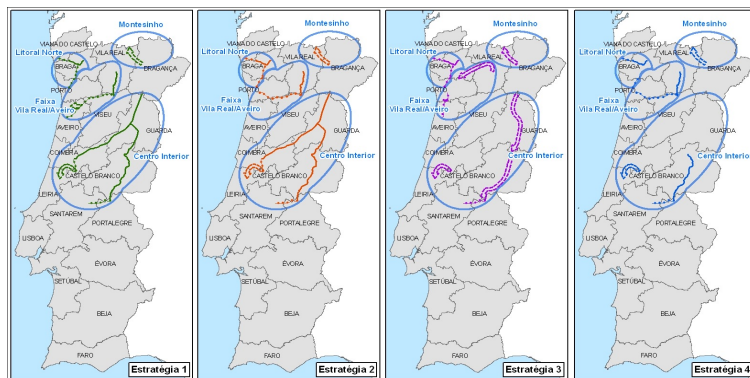 Montesinho
Litoral Norte
VIANA DO CASTELO
BRAGA
VILA REAL
BRAGANÇA
PORTO
Faixa
Vila Real/Aveiro
VISEU
AVEIRO
GUARDA
COIMBRA
Centro Interior
CASTELO BRANCO
LEIRIA
SANTAREM
PORTALEGRE
LISBOA
ÉVORA
SETÚBAL
BEJA
FARO
Estratégia 1
Montesinho
Litoral Norte
VIANA DO CASTELO
BRAGA
VILA REAL
BRAGANÇA
PORTO
Faixa
Vila Real/Aveiro
VISEU
AVEIRO
GUARDA
COIMBRA
Centro Interior
CASTELO BRANCO
LEIRIA
SANTAREM
PORTALEGRE
LISBOA
ÉVORA
SETÚBAL
BEJA
FARO
Estratégia 2
Montesinho
Litoral Norte
VIANA DO CASTELO
BRAGA
VILA REAL
BRAGANÇA
PORTO
Faixa
Vila Real/Aveiro
VISEU
AVEIRO
GUARDA
COIMBRA
Centro Interior
CASTELO BRANCO
LEIRIA
SANTAREM
PORTALEGRE
LISBOA
ÉVORA
SETÚBAL
BEJA
FARO
Estratégia 3
Montesinho
Litoral Norte
VIANA DO CASTELO
BRAGA
VILA REAL
BRAGANÇA
PORTO
Faixa
Vila Real/Aveiro
VISEU
AVEIRO
GUARDA
COIMBRA
Centro Interior
CASTELO BRANCO
LEIRIA
SANTAREM
PORTALEGRE
LISBOA
ÉVORA
SETÚBAL
BEJA
FARO
Estratégia 4